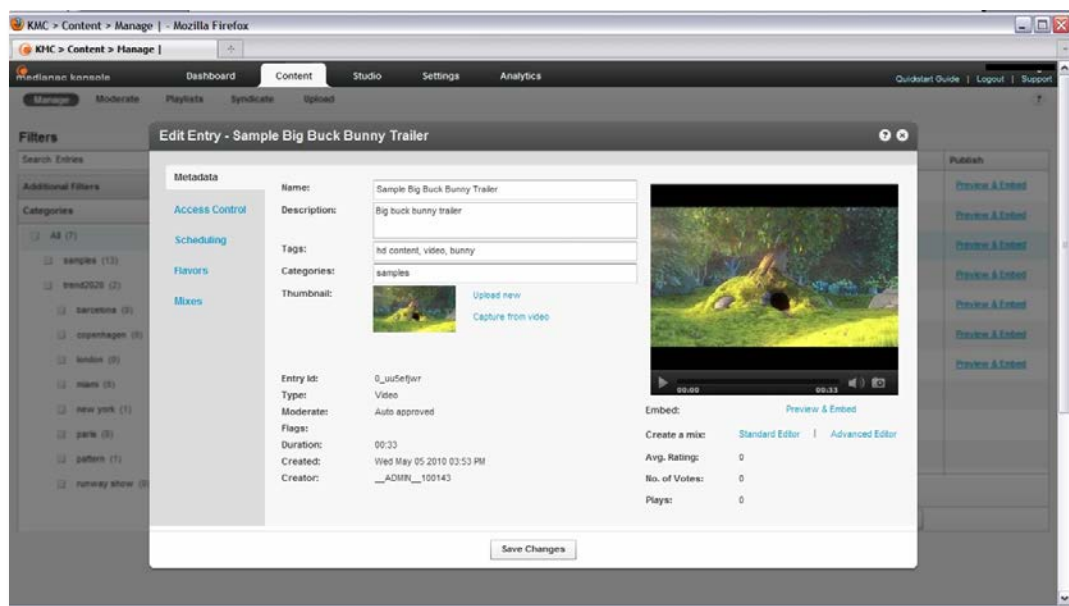 KMC > Content > Manage | - Mozilla Firefox
KMC > Content > Manage |
medianac konsole
Dashboard Content Studio Settings Analytics
Quickstart Guide | Logout | Support
Manage Moderate Playlists Syndicate Upload
Filters
Edit Entry - Sample Big Buck Bunny Trailer
Search Entries
Publish
Additional Filters
Categories
All (7)
samples (13)
trend2020 (2)
barcelona (0)
copenhagen (0)
london (0)
miami (0)
new york (1)
paris (0)
pattern (1)
runway show
Preview & Embed
Preview & Embed
Preview & Embed
Preview & Embed
Preview & Embed
Preview & Embed
Preview & Embed
Metadata
Access Control
Scheduling
Flavors
Mixes
Name: Sample Big Buck Bunny Trailer
Description: Big buck bunny trailer
Tags: hd content, video, bunny
Categories: samples
Thumbnail: Upload new
Capture from video
Entry Id: 0_uu5efjwr
Type: Video
Moderate: Auto approved
Flags:
Duration: 00:33
Created: Wed May 05 2010 03:53 PM
Creator: __ADMIN__100143
00:00 00:33
Embed: Preview & Embed
Create a mix: Standard Editor | Advanced Editor
Avg. Rating: 0
No. of Votes: 0
Plays: 0
Save Changes